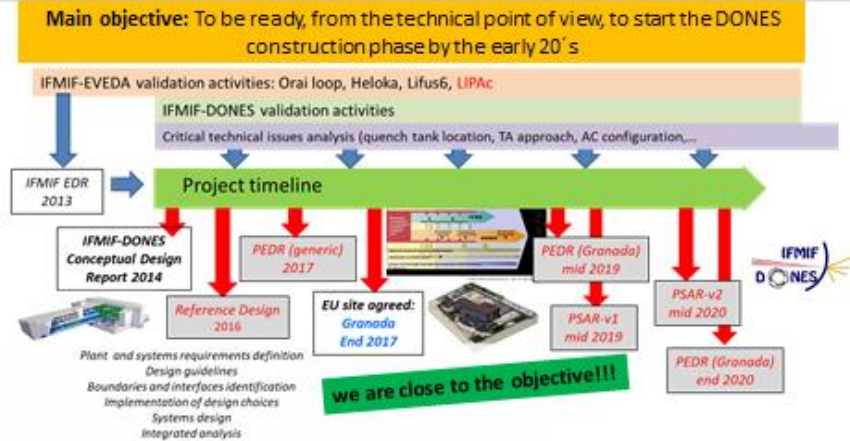 Main objective: To be ready, from the technical point of view, to start the DONES
construction phase by the early 20´s
IFMIF-EVEDA validation activities: Orai loop, Heloka, Lifus6, LIPAc
IFMIF-DONES validation activities
Critical technical issues analysis (quench tank location, TA approach, AC configuration,...
IFMIF EDR
2013
Project timeline
IFMIF-DONES
Conceptual Design
Report 2014
Reference Design
2016
PEDR (generic)
2017
EU site agreed:
Granada
End 2017
PEDR (Granada)
mid 2019
PSAR-v1
mid 2019
PSAR-v2
mid 2020
PEDR (Granada)
end 2020
IFMIF
DONES
Plant and systems requirements definition
Design guidelines
Boundaries and interfaces identification
Implementation of design choices
Systems design
Integrated analysis
we are close to the objective!!!